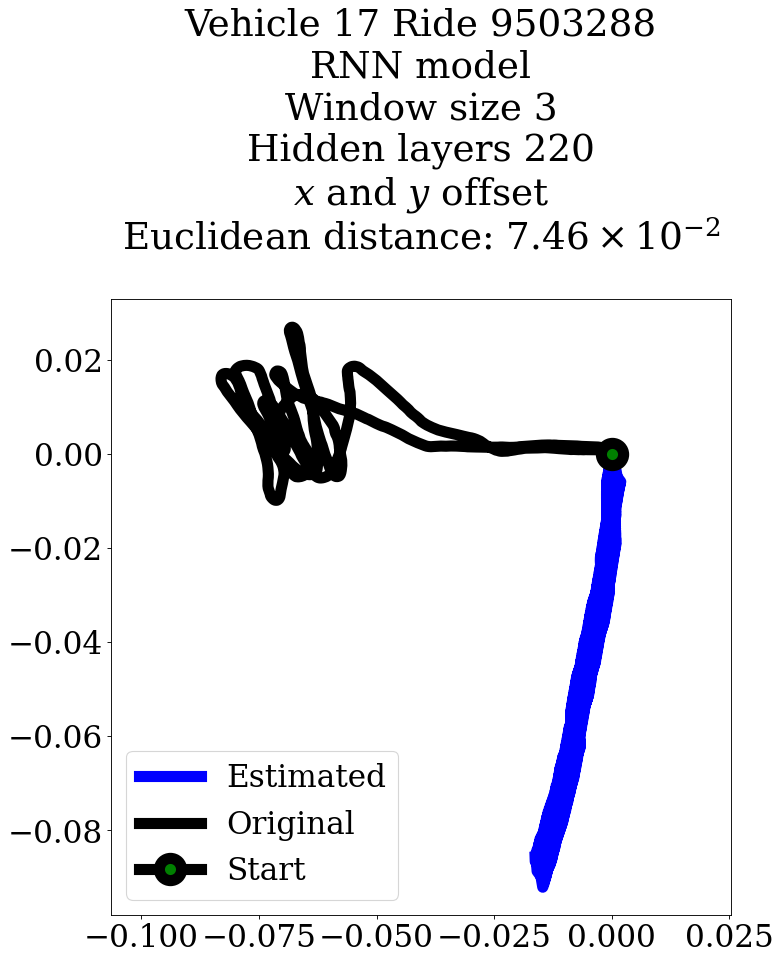 Vehicle 17 Ride 9503288
RNN model
Window size 3
Hidden layers 220
x and y offset
Euclidean distance: 7.46 × 10⁻²
0.02
0.00
−0.02
−0.04
−0.06
−0.08
Estimated
Original
Start
−0.100 −0.075 −0.050 −0.025 0.000 0.025